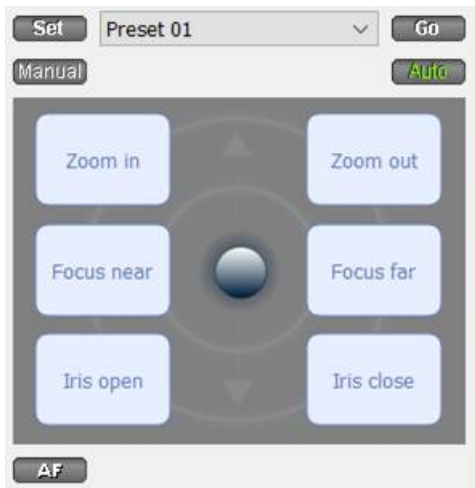 Set Preset 01 Go
Manual Auto
Zoom in Zoom out
Focus near Focus far
Iris open Iris close
AF